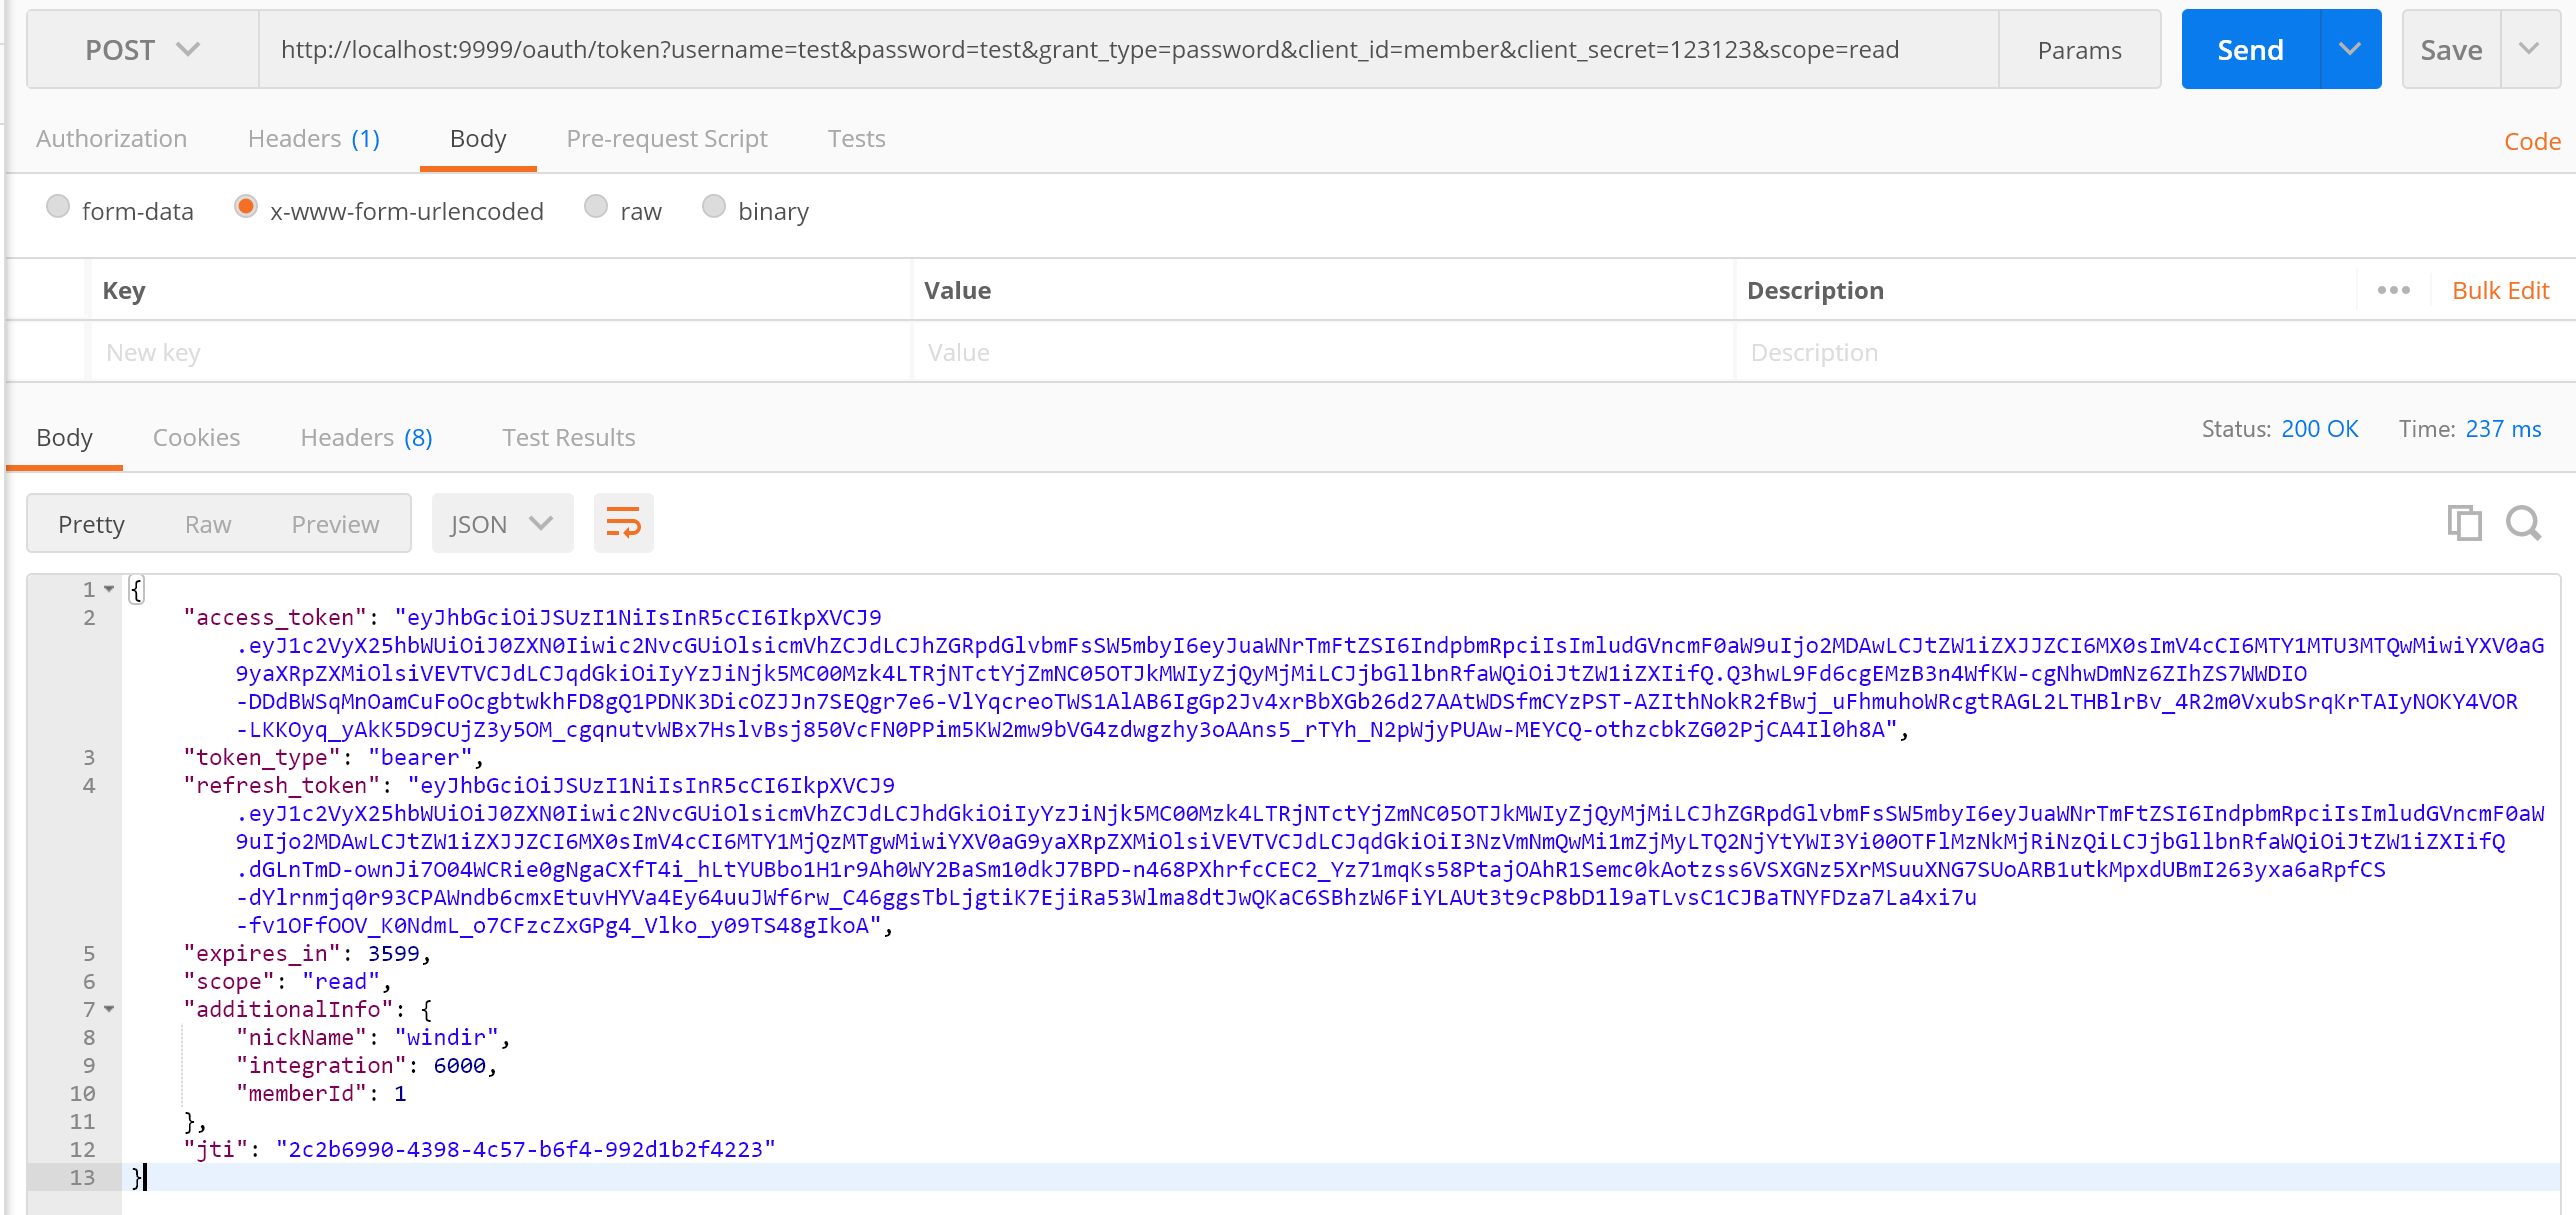 POST http://localhost:9999/oauth/token?username=test&password=test&grant_type=password&client_id=member&client_secret=123123&scope=read Params Send Save
Authorization Headers (1) Body Pre-request Script Tests Code
form-data x-www-form-urlencoded raw binary
Key Value Description ••• Bulk Edit
New key Value Description
Body Cookies Headers (8) Test Results Status: 200 OK Time: 237 ms
Pretty Raw Preview JSON
1 {
2 "access_token": "eyJhbGciOiJSUzI1NiIsInR5cCI6IkpXVCJ9
.eyJ1c2VyX25hbWUiOiJ0ZXN0Iiwic2NvcGUiOlsicmVhZCJdLCJhZGRpdGlvbmFsSW5mbyI6eyJuaWNrTmFtZSI6IndpbmRpciIsImludGVncmF0aW9uIjo2MDAwLCJtZW1iZXJJZCI6MX0sImV4cCI6MTY1MTU3MTQwMiwiYXV0aG
9yaXRpZXMiOlsiVEVTVCJdLCJqdGkiOiIyYzJiNjk5MC00Mzk4LTRjNTctYjZmNC05OTJkMWIyZjQyMjMiLCJjbGllbnRfaWQiOiJtZW1iZXIifQ.Q3hwL9Fd6cgEMzB3n4WfKW-cgNhwDmNz6ZIhZS7WWDIO
-DDdBWSqMnOamCuFoOcgbtwkhFD8gQ1PDNK3DicOZJJn7SEQgr7e6-VlYqcreoTWS1AlAB6IgGp2Jv4xrBbXGb26d27AAtWDSfmCYzPST-AZIthNokR2fBwj_uFhmuhoWRcgtRAGL2LTHBlrBv_4R2m0VxubSrqKrTAIyNOKY4VOR
-LKKOyq_yAkK5D9CUjZ3y5OM_cgqnutvWBx7HslvBsj850VcFN0PPim5KW2mw9bVG4zdwgzhy3oAAns5_rTYh_N2pWjyPUAw-MEYCQ-othzcbkZG02PjCA4Il0h8A",
3 "token_type": "bearer",
4 "refresh_token": "eyJhbGciOiJSUzI1NiIsInR5cCI6IkpXVCJ9
.eyJ1c2VyX25hbWUiOiJ0ZXN0Iiwic2NvcGUiOlsicmVhZCJdLCJhdGkiOiIyYzJiNjk5MC00Mzk4LTRjNTctYjZmNC05OTJkMWIyZjQyMjMiLCJhZGRpdGlvbmFsSW5mbyI6eyJuaWNrTmFtZSI6IndpbmRpciIsImludGVncmF0aW
9uIjo2MDAwLCJtZW1iZXJJZCI6MX0sImV4cCI6MTY1MjQzMTgwMiwiYXV0aG9yaXRpZXMiOlsiVEVTVCJdLCJqdGkiOiI3NzVmNmQwMi1mZjMyLTQ2NjYtYWI3Yi00OTFlMzNkMjRiNzQiLCJjbGllbnRfaWQiOiJtZW1iZXIifQ
.dGLnTmD-ownJi7O04WCRie0gNgaCXfT4i_hLtYUBbo1H1r9Ah0WY2BaSm10dkJ7BPD-n468PXhrfcCEC2_Yz71mqKs58PtajOAhR1Semc0kAotzss6VSXGNz5XrMSuuXNG7SUoARB1utkMpxdUBmI263yxa6aRpfCS
-dYlrnmjq0r93CPAWndb6cmxEtuvHYVa4Ey64uuJWf6rw_C46ggsTbLjgtiK7EjiRa53Wlma8dtJwQKaC6SBhzW6FiYLAUt3t9cP8bD1l9aTLvsC1CJBaTNYFDza7La4xi7u
-fv1OFfOOV_K0NdmL_o7CFzcZxGPg4_Vlko_y09TS48gIkoA",
5 "expires_in": 3599,
6 "scope": "read",
7 "additionalInfo": {
8 "nickName": "windir",
9 "integration": 6000,
10 "memberId": 1
11 },
12 "jti": "2c2b6990-4398-4c57-b6f4-992d1b2f4223"
13 }